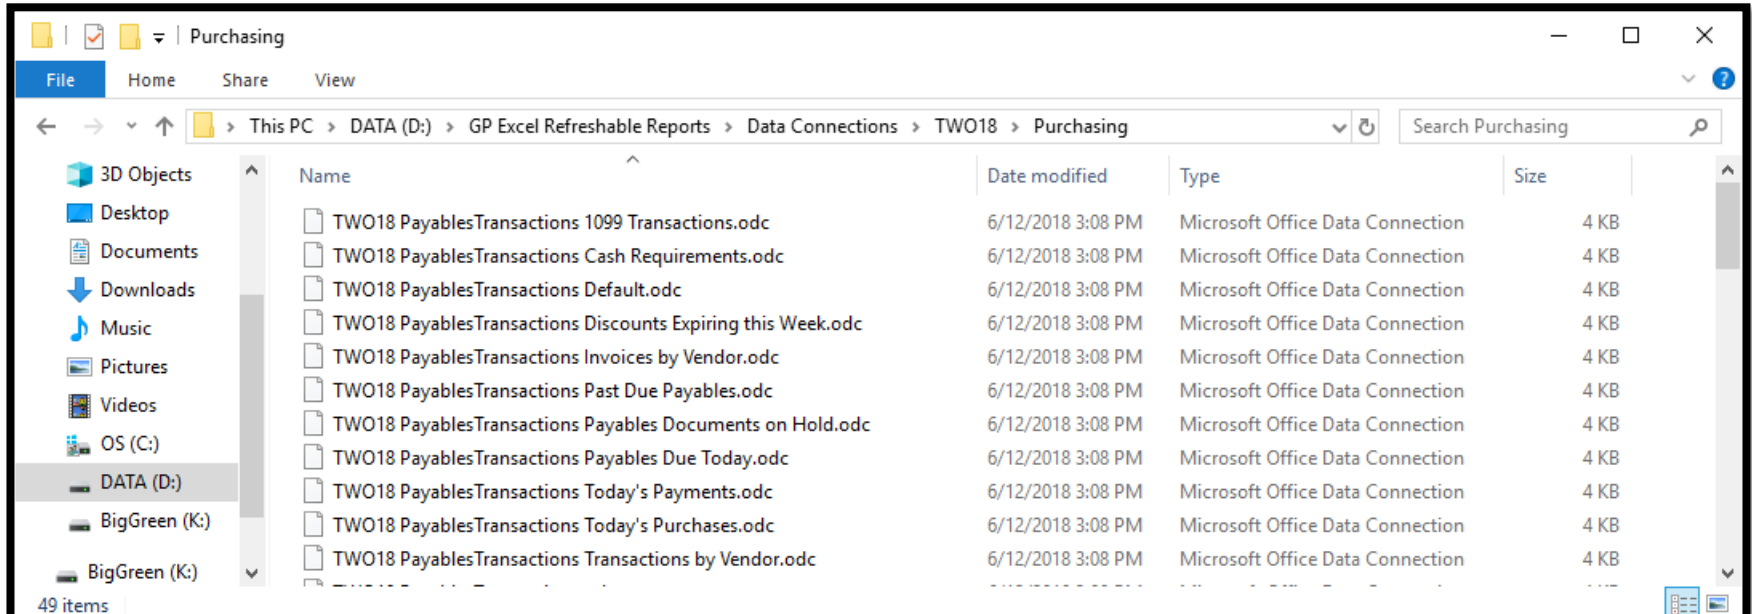 Purchasing
File Home Share View
This PC > DATA (D:) > GP Excel Refreshable Reports > Data Connections > TWO18 > Purchasing Search Purchasing
3D Objects
Desktop
Documents
Downloads
Music
Pictures
Videos
OS (C:)
DATA (D:)
BigGreen (K:)
BigGreen (K:)
Name Date modified Type Size
TWO18 PayablesTransactions 1099 Transactions.odc 6/12/2018 3:08 PM Microsoft Office Data Connection 4 KB
TWO18 PayablesTransactions Cash Requirements.odc 6/12/2018 3:08 PM Microsoft Office Data Connection 4 KB
TWO18 PayablesTransactions Default.odc 6/12/2018 3:08 PM Microsoft Office Data Connection 4 KB
TWO18 PayablesTransactions Discounts Expiring this Week.odc 6/12/2018 3:08 PM Microsoft Office Data Connection 4 KB
TWO18 PayablesTransactions Invoices by Vendor.odc 6/12/2018 3:08 PM Microsoft Office Data Connection 4 KB
TWO18 PayablesTransactions Past Due Payables.odc 6/12/2018 3:08 PM Microsoft Office Data Connection 4 KB
TWO18 PayablesTransactions Payables Documents on Hold.odc 6/12/2018 3:08 PM Microsoft Office Data Connection 4 KB
TWO18 PayablesTransactions Payables Due Today.odc 6/12/2018 3:08 PM Microsoft Office Data Connection 4 KB
TWO18 PayablesTransactions Today's Payments.odc 6/12/2018 3:08 PM Microsoft Office Data Connection 4 KB
TWO18 PayablesTransactions Today's Purchases.odc 6/12/2018 3:08 PM Microsoft Office Data Connection 4 KB
TWO18 PayablesTransactions Transactions by Vendor.odc 6/12/2018 3:08 PM Microsoft Office Data Connection 4 KB
49 items